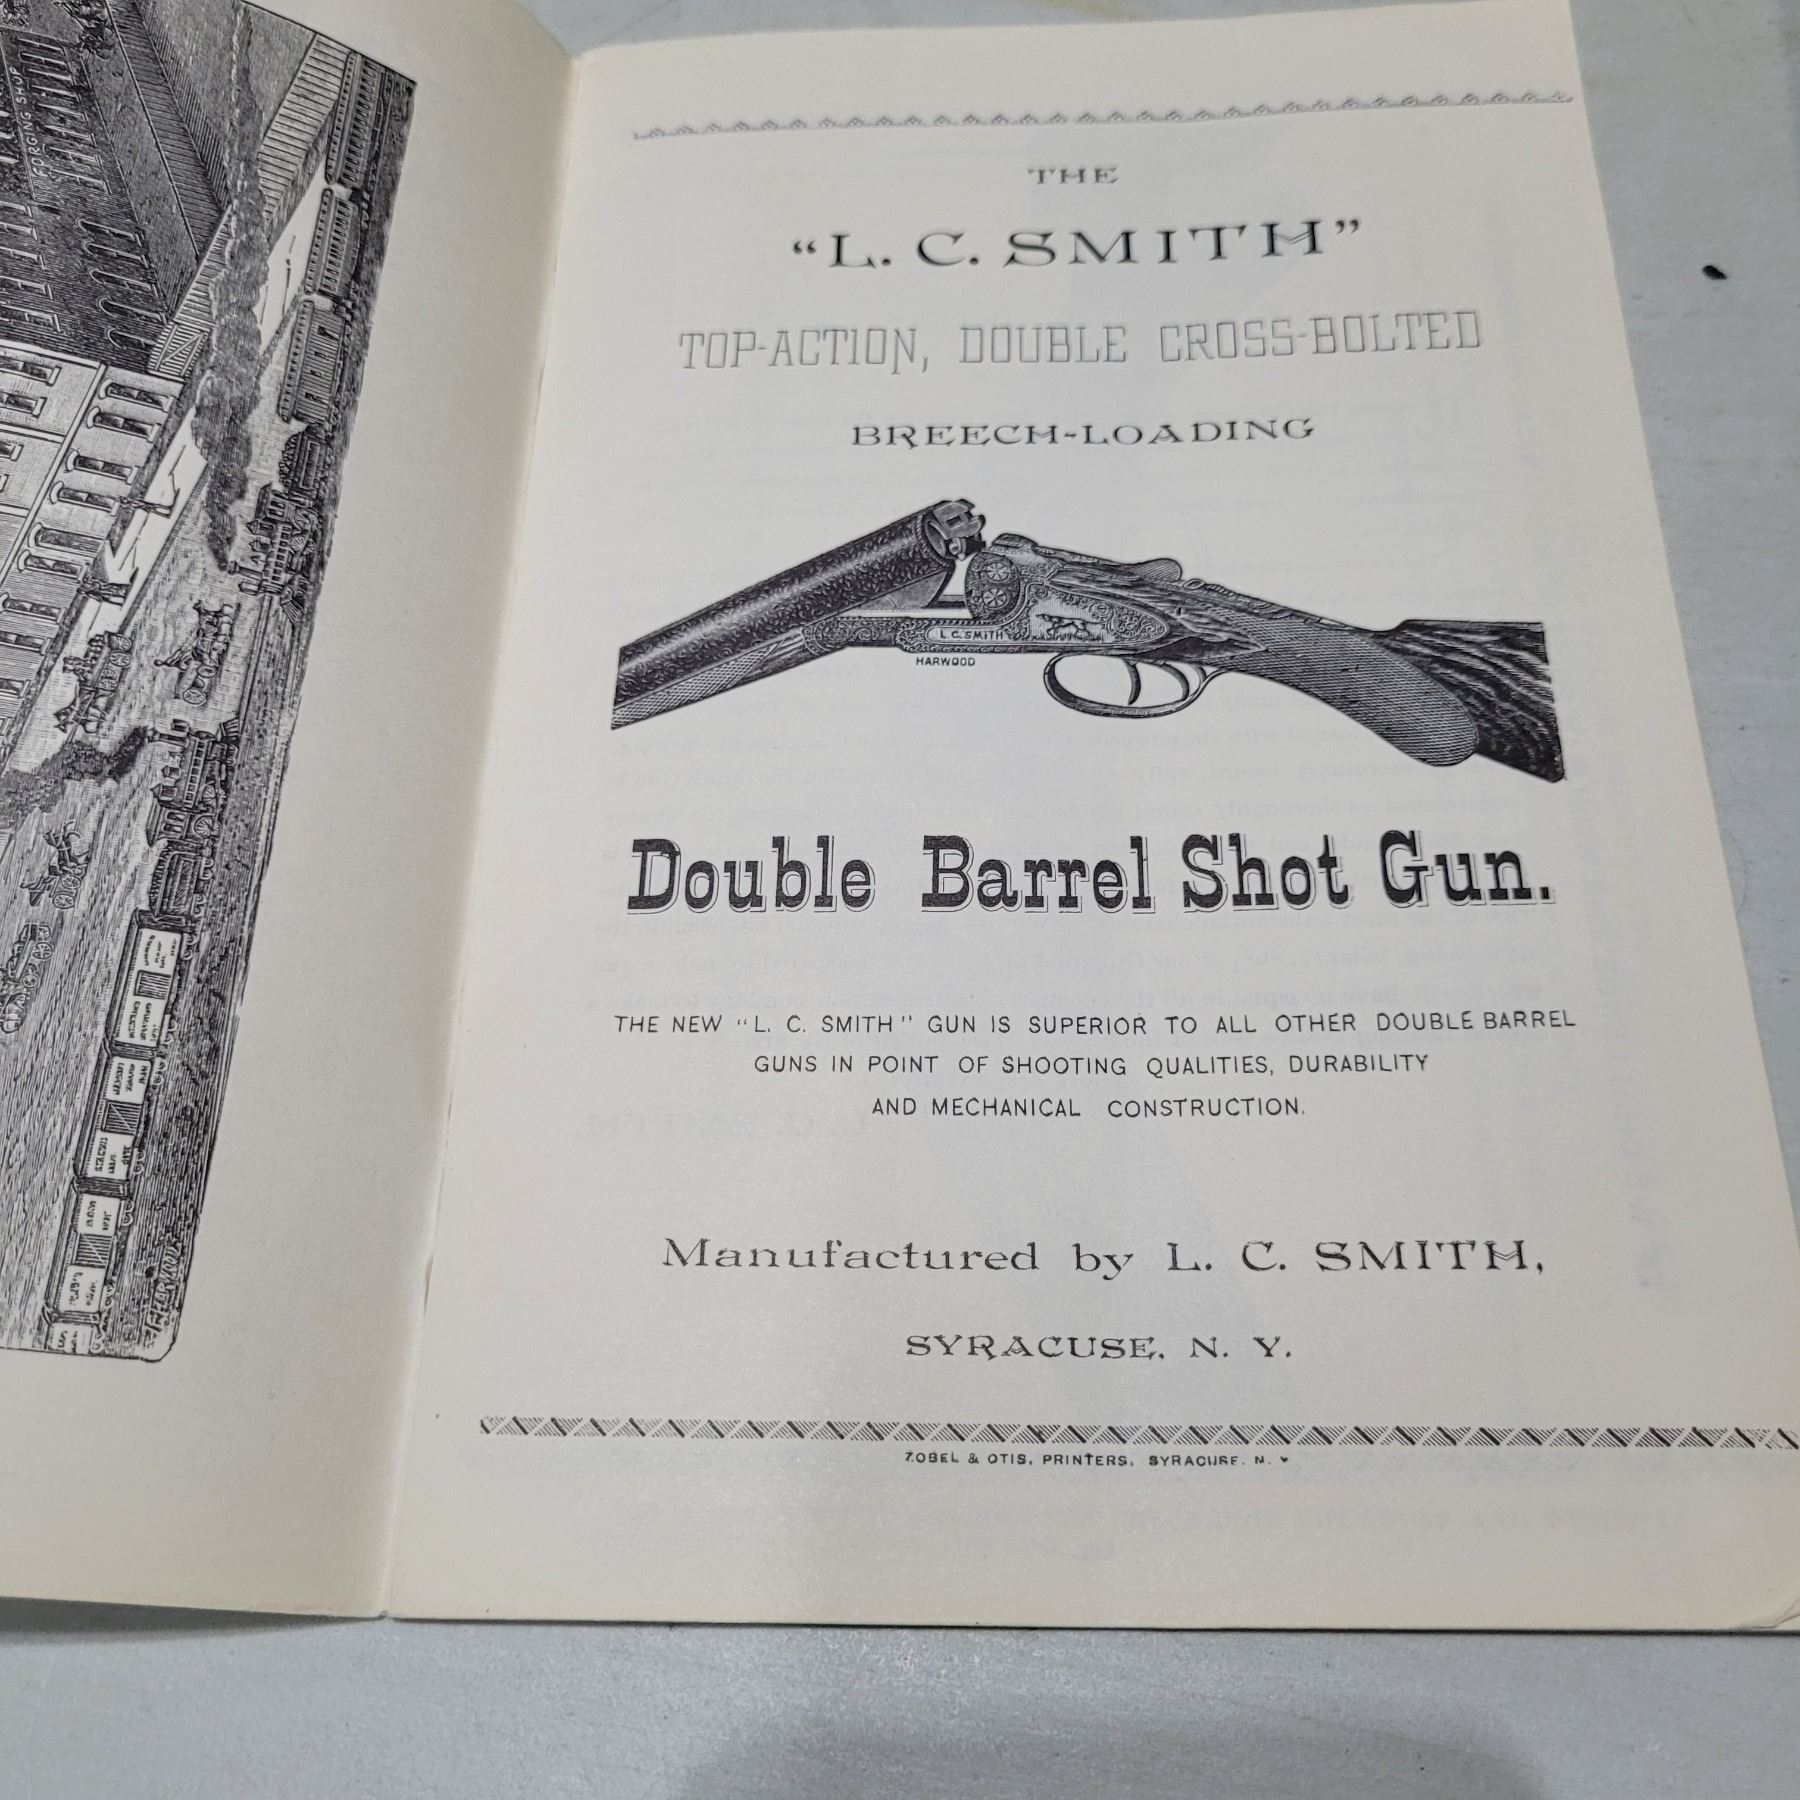 FORGING SHOP
THE
“L. C. SMITH”
TOP-ACTION, DOUBLE CROSS-BOLTED
BREECH-LOADING
L. C. SMITH
HARWOOD
Double Barrel Shot Gun.
THE NEW “L. C. SMITH” GUN IS SUPERIOR TO ALL OTHER DOUBLE BARREL
GUNS IN POINT OF SHOOTING QUALITIES, DURABILITY
AND MECHANICAL CONSTRUCTION.
Manufactured by L. C. SMITH,
SYRACUSE, N. Y.
ZOBEL & OTIS, PRINTERS, SYRACUSE, N.